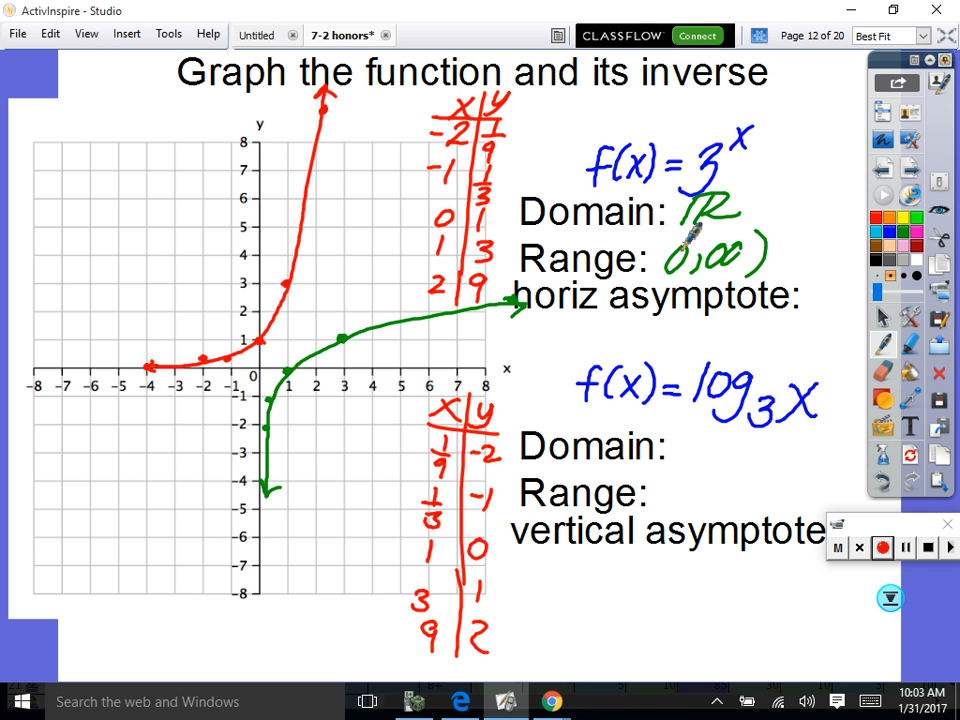 ActivInspire - Studio
File Edit View Insert Tools Help Untitled 7-2 honors* CLASSFLOW Connect Page 12 of 20 Best Fit
Graph the function and its inverse
x y
-2 1/9
-1 1/3
0 1
1 3
2 9
f(x) = 3^x
Domain: ℝ
Range: 0,∞)
horiz asymptote:
y
8
7
6
5
4
3
2
1
-8 -7 -6 -5 -4 -3 -2 -1 0 1 2 3 4 5 6 7 8 x
-1
-2
-3
-4
-5
-6
-7
-8
x y
1/9 -2
1/3 -1
1 0
3 1
9 2
f(x) = log₃x
Domain:
Range:
vertical asymptote
T
M
Search the web and Windows
10:03 AM
1/31/2017